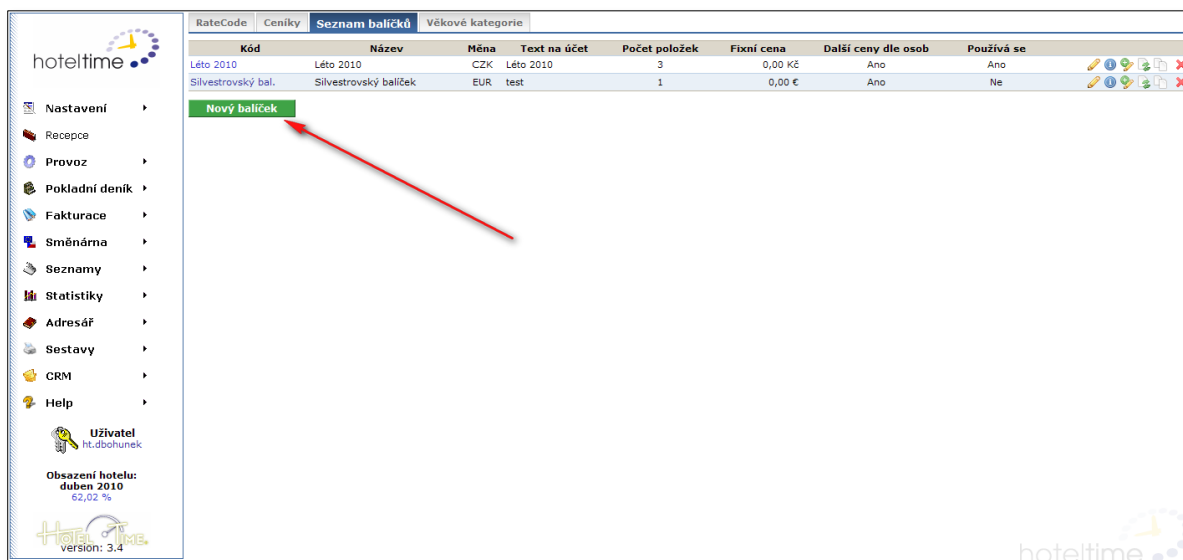 RateCode Ceníky Seznam balíčků Věkové kategorie
Kód Název Měna Text na účet Počet položek Fixní cena Další ceny dle osob Používá se
Léto 2010 Léto 2010 CZK Léto 2010 3 0,00 Kč Ano Ano
Silvestrovský bal. Silvestrovský balíček EUR test 1 0,00 € Ano Ne
Nový balíček
hoteltime
Nastavení
Recepce
Provoz
Pokladní deník
Fakturace
Směnárna
Seznamy
Statistiky
Adresář
Sestavy
CRM
Help
Uživatel
ht.dbohunek
Obsazení hotelu:
duben 2010
62,02 %
HOTEL TIME
version: 3.4
hoteltime